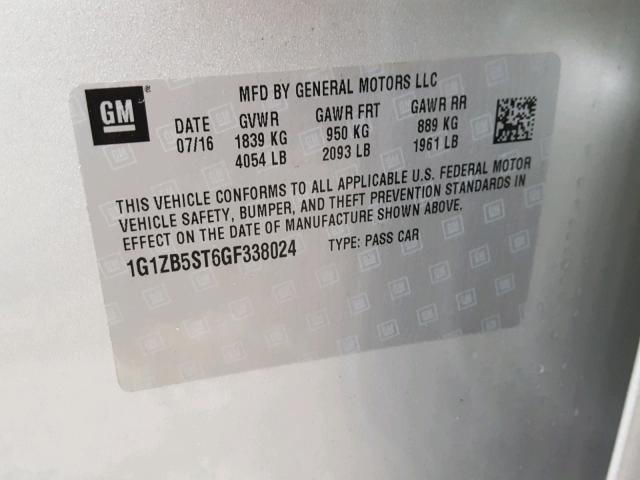 GM
MFD BY GENERAL MOTORS LLC
DATE GVWR GAWR FRT GAWR RR
07/16 1839 KG 950 KG 889 KG
4054 LB 2093 LB 1961 LB
THIS VEHICLE CONFORMS TO ALL APPLICABLE U.S. FEDERAL MOTOR
VEHICLE SAFETY, BUMPER, AND THEFT PREVENTION STANDARDS IN
EFFECT ON THE DATE OF MANUFACTURE SHOWN ABOVE.
1G1ZB5ST6GF338024 TYPE: PASS CAR